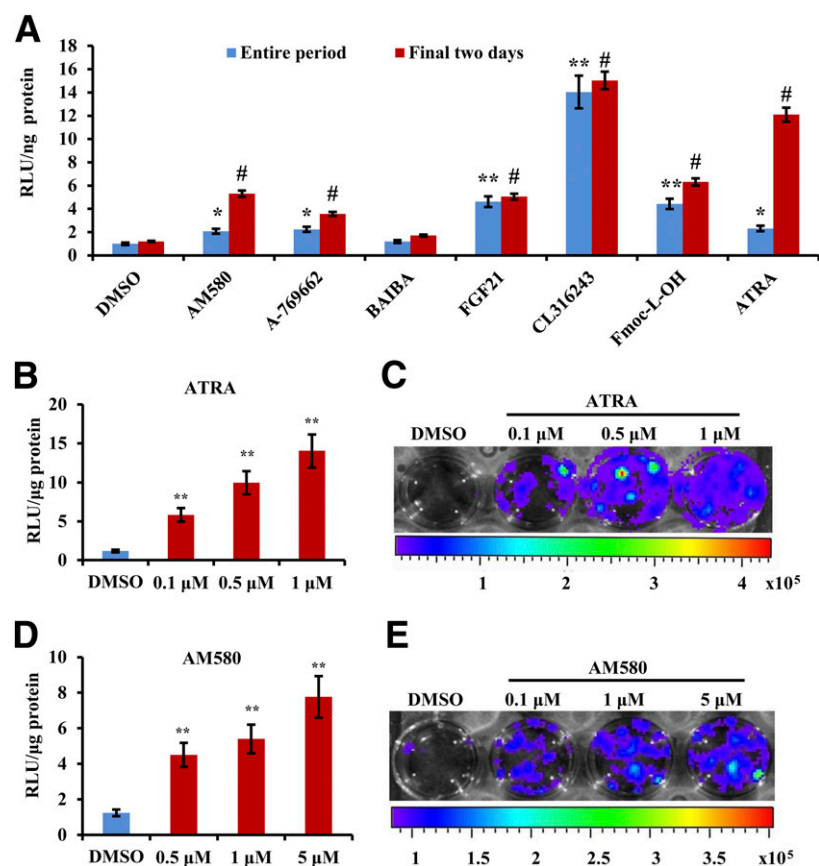 A
Entire period
Final two days
RLU/ng protein
18
16
14
12
10
8
6
4
2
0
* # * # ** # ** # ** # * #
DMSO AM580 A-769662 BAIBA FGF21 CL316243 Fmoc-L-OH ATRA
B
ATRA
RLU/μg protein
20
15
10
5
0
** ** **
DMSO 0.1 μM 0.5 μM 1 μM
C
ATRA
DMSO 0.1 μM 0.5 μM 1 μM
1 2 3 4 x10⁵
D
AM580
RLU/μg protein
10
8
6
4
2
0
** ** **
DMSO 0.5 μM 1 μM 5 μM
E
AM580
DMSO 0.1 μM 1 μM 5 μM
1 1.5 2.5 3.5 x10⁵